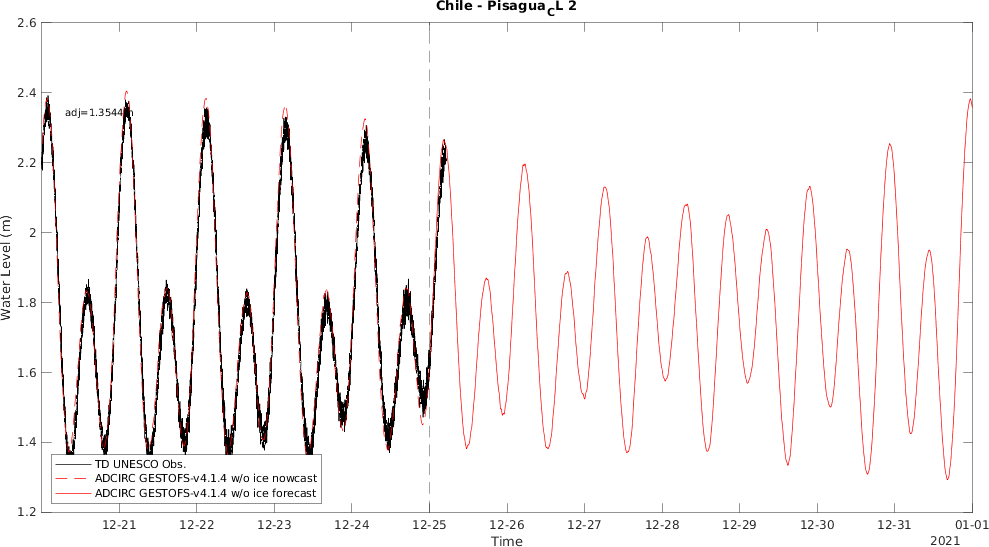 Chile - Pisagua_CL 2
2.6
2.4
adj=1.3544m
2.2
2
1.8
1.6
1.4
1.2
Water Level (m)
TD UNESCO Obs.
ADCIRC GESTOFS-v4.1.4 w/o ice nowcast
ADCIRC GESTOFS-v4.1.4 w/o ice forecast
12-21 12-22 12-23 12-24 12-25 12-26 12-27 12-28 12-29 12-30 12-31 01-01
Time
2021